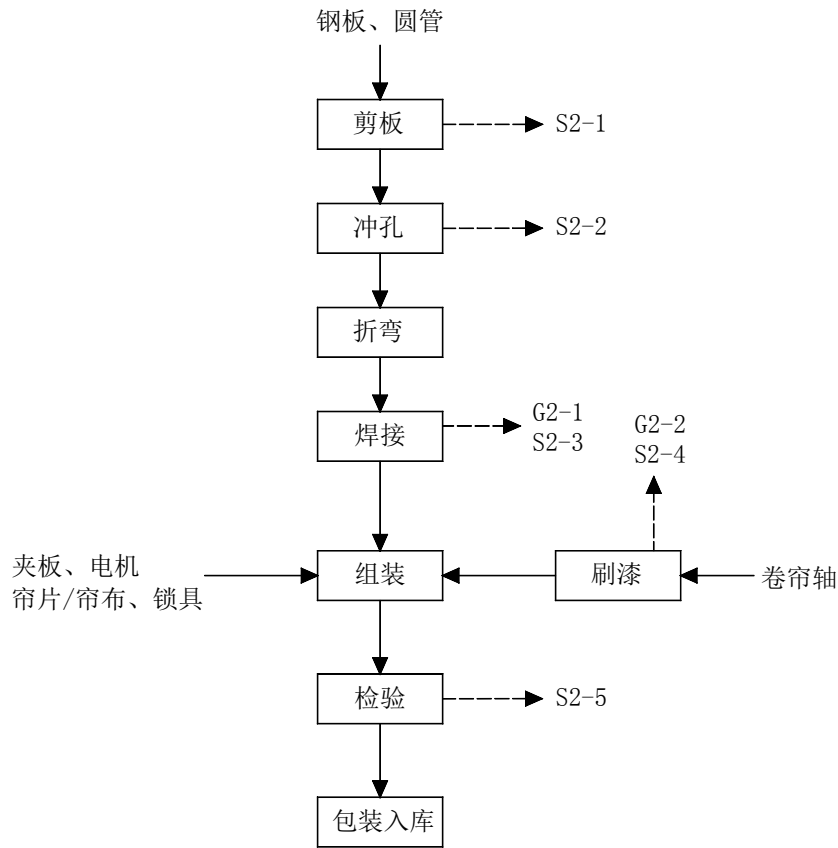 钢板、圆管
剪板
S2-1
冲孔
S2-2
折弯
焊接
G2-1
S2-3
G2-2
S2-4
夹板、电机
帘片/帘布、锁具
组装
刷漆
卷帘轴
检验
S2-5
包装入库